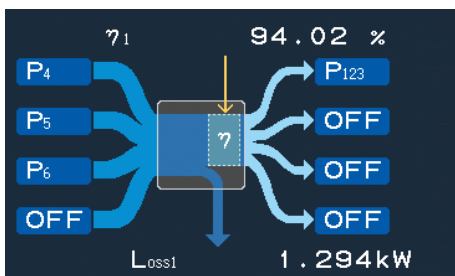 η1 94.02 %
P4 P123
P5 OFF
η
P6 OFF
OFF OFF
Loss1 1.294kW